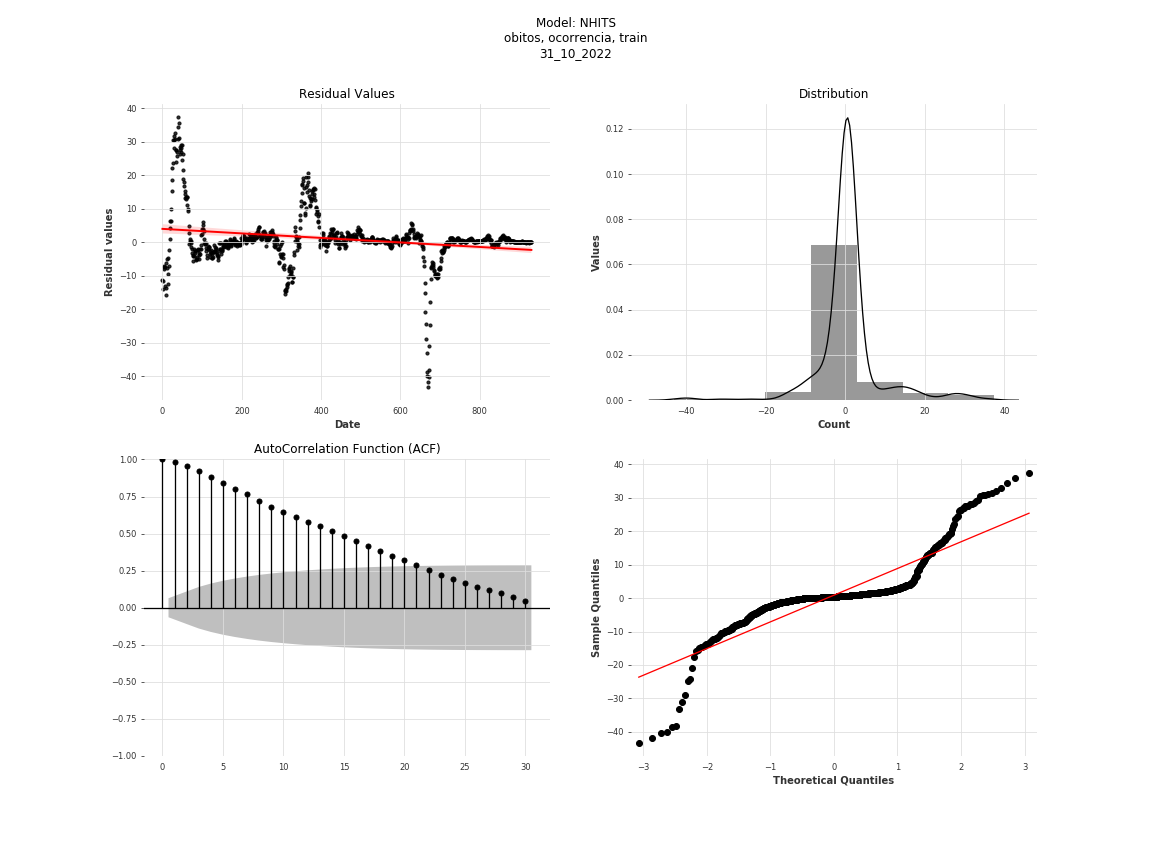 Model: NHITS
obitos, ocorrencia, train
31_10_2022
Residual Values
40
30
20
10
0
−10
−20
−30
−40
Residual values
0 200 400 600 800
Date
Distribution
0.12
0.10
0.08
0.06
0.04
0.02
0.00
Values
−40 −20 0 20 40
Count
AutoCorrelation Function (ACF)
1.00
0.75
0.50
0.25
0.00
−0.25
−0.50
−0.75
−1.00
0 5 10 15 20 25 30
40
30
20
10
0
−10
−20
−30
−40
Sample Quantiles
−3 −2 −1 0 1 2 3
Theoretical Quantiles